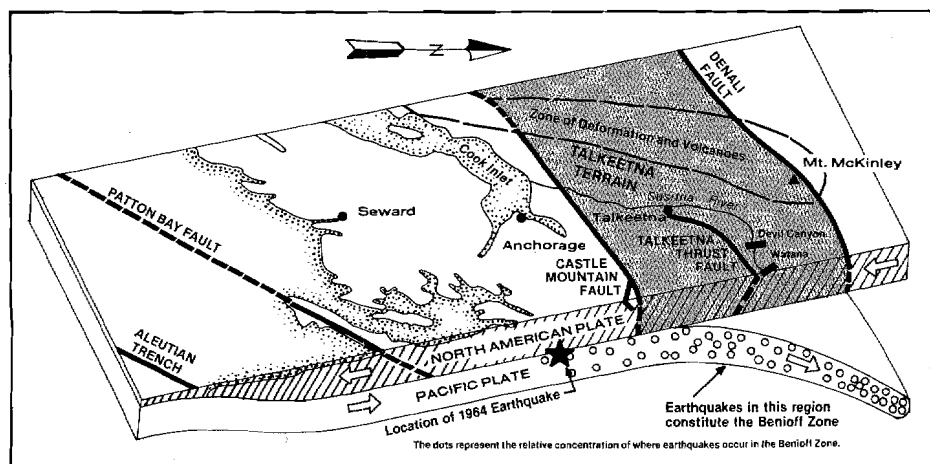 N
DENALI
FAULT
Zone of Deformation and Volcanoes
Mt. McKinley
Cook Inlet
TALKEETNA
TERRAIN
Susitna River
PATTON BAY FAULT
Seward
Talkeetna
Devil Canyon
Anchorage
TALKEETNA
THRUST
FAULT
Watana
CASTLE
MOUNTAIN
FAULT
ALEUTIAN
TRENCH
NORTH AMERICAN PLATE
PACIFIC PLATE
Location of 1964 Earthquake
Earthquakes in this region
constitute the Benioff Zone
The dots represent the relative concentration of where earthquakes occur in the Benioff Zone.